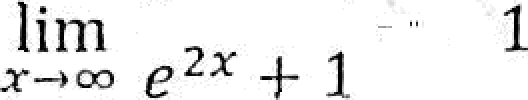 lim x→∞ e^{2x} + 1 1